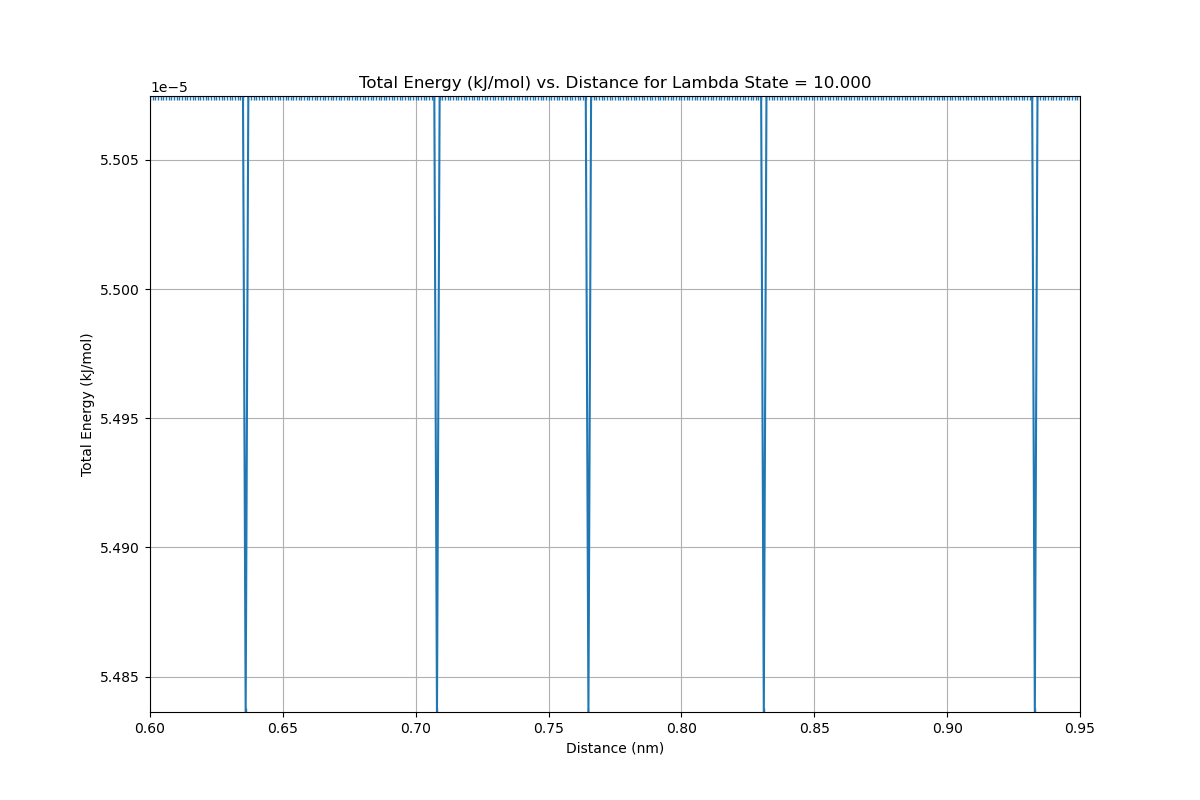 Total Energy (kJ/mol) vs. Distance for Lambda State = 10.000
1e−5
5.505
5.500
5.495
5.490
5.485
Total Energy (kJ/mol)
0.60 0.65 0.70 0.75 0.80 0.85 0.90 0.95
Distance (nm)